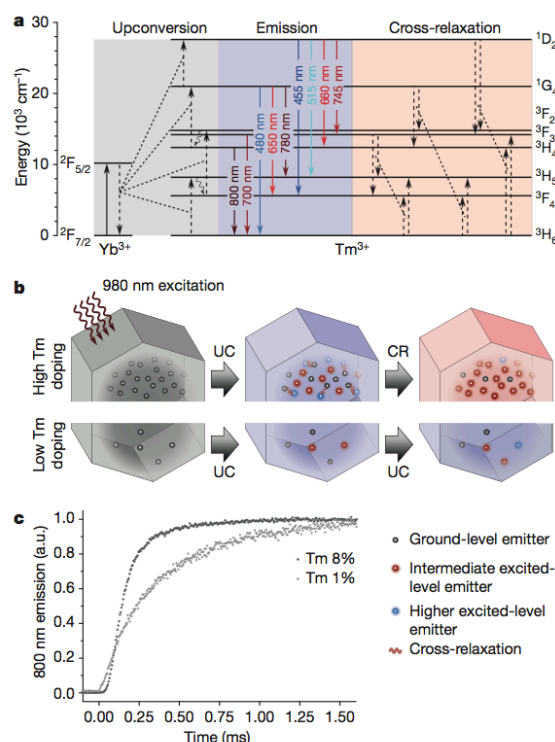 a
Upconversion Emission Cross-relaxation
Energy (10³ cm⁻¹)
30
20
10
0
²F₅/₂
²F₇/₂
Yb³⁺
Tm³⁺
800 nm
700 nm
480 nm
650 nm
780 nm
455 nm
515 nm
660 nm
745 nm
¹D₂
¹G₄
³F₂
³F₃
³H₄
³H₅
³F₄
³H₆
b
980 nm excitation
High Tm
doping
UC
CR
Low Tm
doping
UC
UC
c
800 nm emission (a.u.)
1.0
0.8
0.6
0.4
0.2
0.0
Tm 8%
Tm 1%
0.00 0.25 0.50 0.75 1.00 1.25 1.50
Time (ms)
Ground-level emitter
Intermediate excited-
level emitter
Higher excited-level
emitter
Cross-relaxation